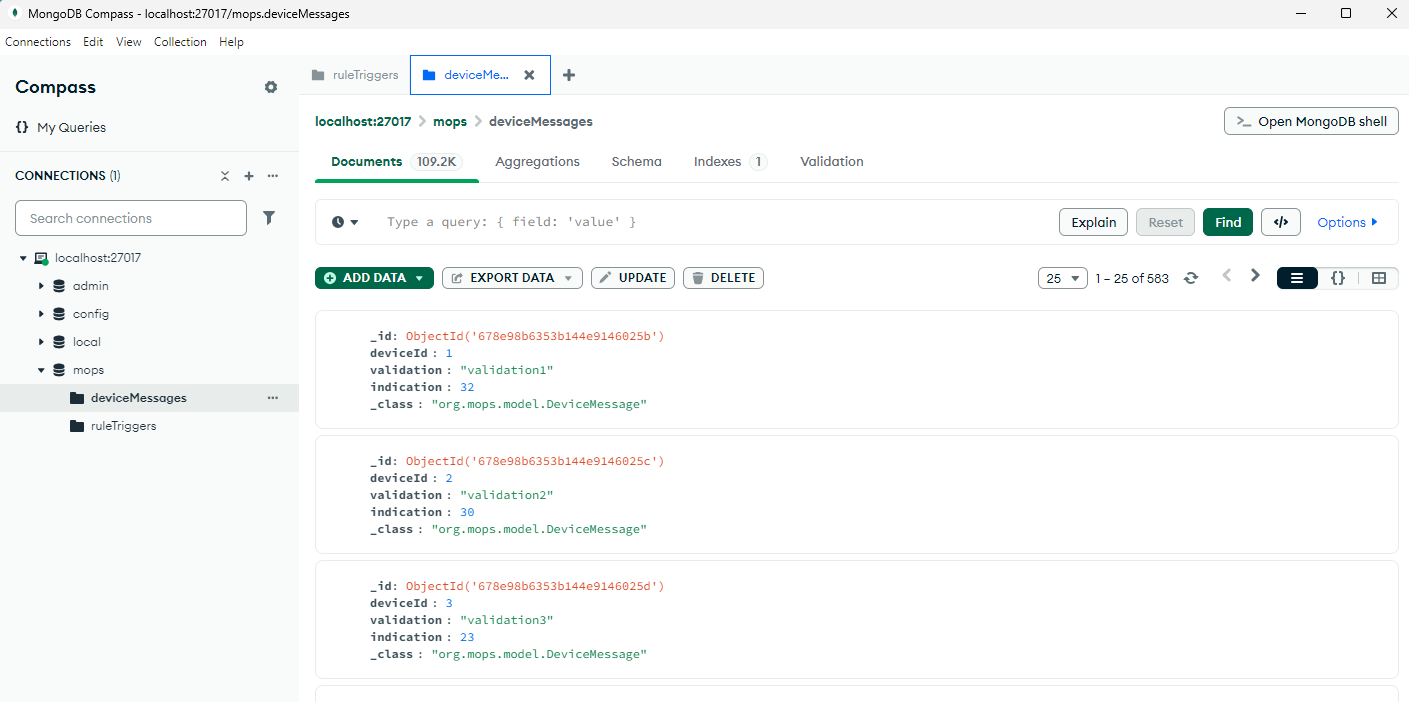 MongoDB Compass - localhost:27017/mops.deviceMessages
Connections Edit View Collection Help
Compass
{} My Queries
CONNECTIONS (1)
Search connections
localhost:27017
admin
config
local
mops
deviceMessages
ruleTriggers
ruleTriggers deviceMe...
localhost:27017 > mops > deviceMessages
>_ Open MongoDB shell
Documents 109.2K Aggregations Schema Indexes 1 Validation
Type a query: { field: 'value' }
Explain Reset Find </> Options
ADD DATA EXPORT DATA UPDATE DELETE
25 1 – 25 of 583 {}
_id: ObjectId('678e98b6353b144e9146025b')
deviceId : 1
validation : "validation1"
indication : 32
_class : "org.mops.model.DeviceMessage"
_id: ObjectId('678e98b6353b144e9146025c')
deviceId : 2
validation : "validation2"
indication : 30
_class : "org.mops.model.DeviceMessage"
_id: ObjectId('678e98b6353b144e9146025d')
deviceId : 3
validation : "validation3"
indication : 23
_class : "org.mops.model.DeviceMessage"